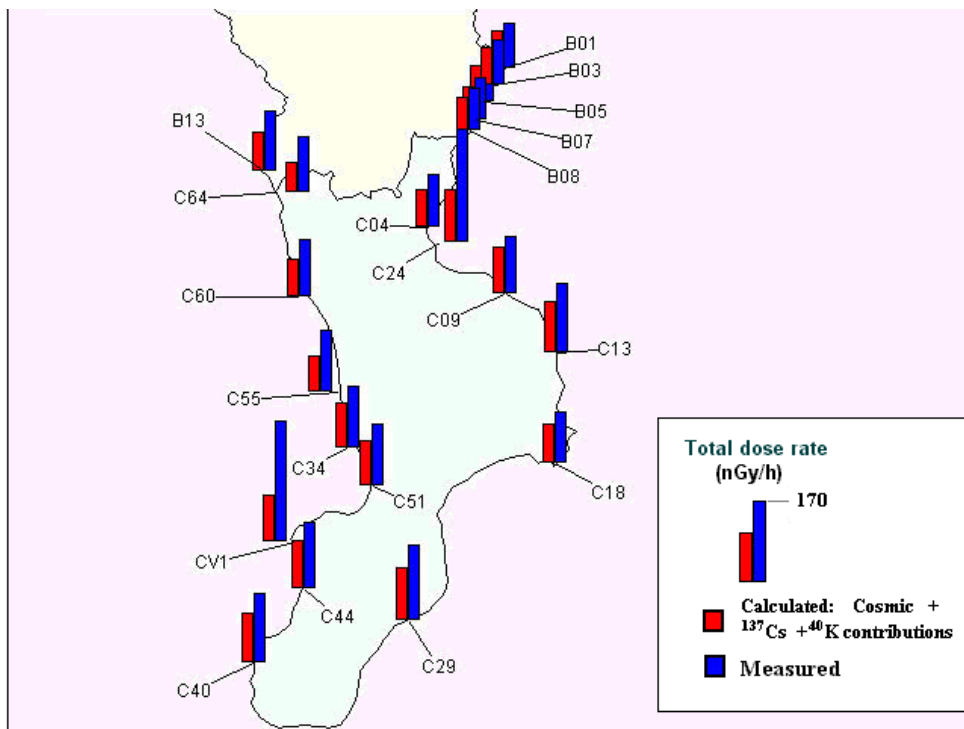 B01
B03
B05
B07
B08
B13
C64
C04
C24
C60
C09
C13
C55
C34
C51
C18
CV1
C44
C29
C40
Total dose rate
(nGy/h)
170
Calculated: Cosmic +
¹³⁷Cs +⁴⁰K contributions
Measured